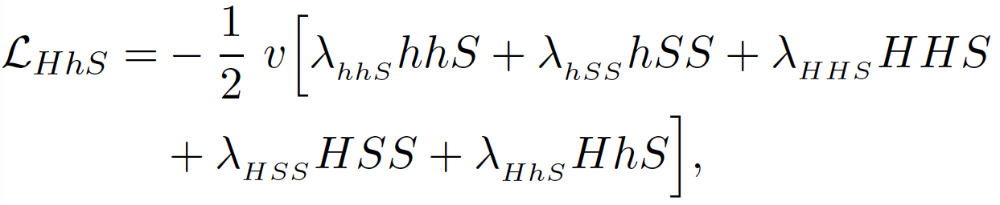 \mathcal{L}_{HhS} = -\frac{1}{2} v \Big[ \lambda_{hhS} hhS + \lambda_{hSS} hSS + \lambda_{HHS} HHS
+ \lambda_{HSS} HSS + \lambda_{HhS} HhS \Big],